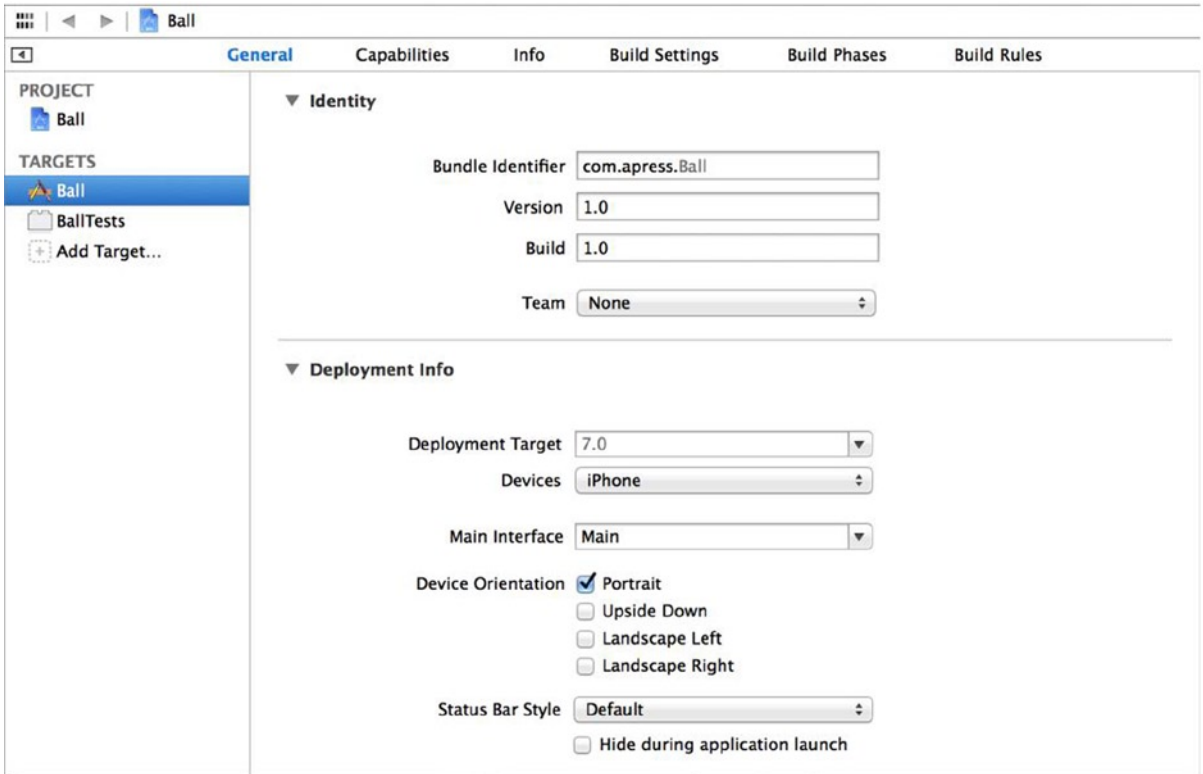 Ball
General Capabilities Info Build Settings Build Phases Build Rules
PROJECT
Ball
TARGETS
Ball
BallTests
Add Target...
Identity
Bundle Identifier com.apress.Ball
Version 1.0
Build 1.0
Team None
Deployment Info
Deployment Target 7.0
Devices iPhone
Main Interface Main
Device Orientation Portrait
Upside Down
Landscape Left
Landscape Right
Status Bar Style Default
Hide during application launch